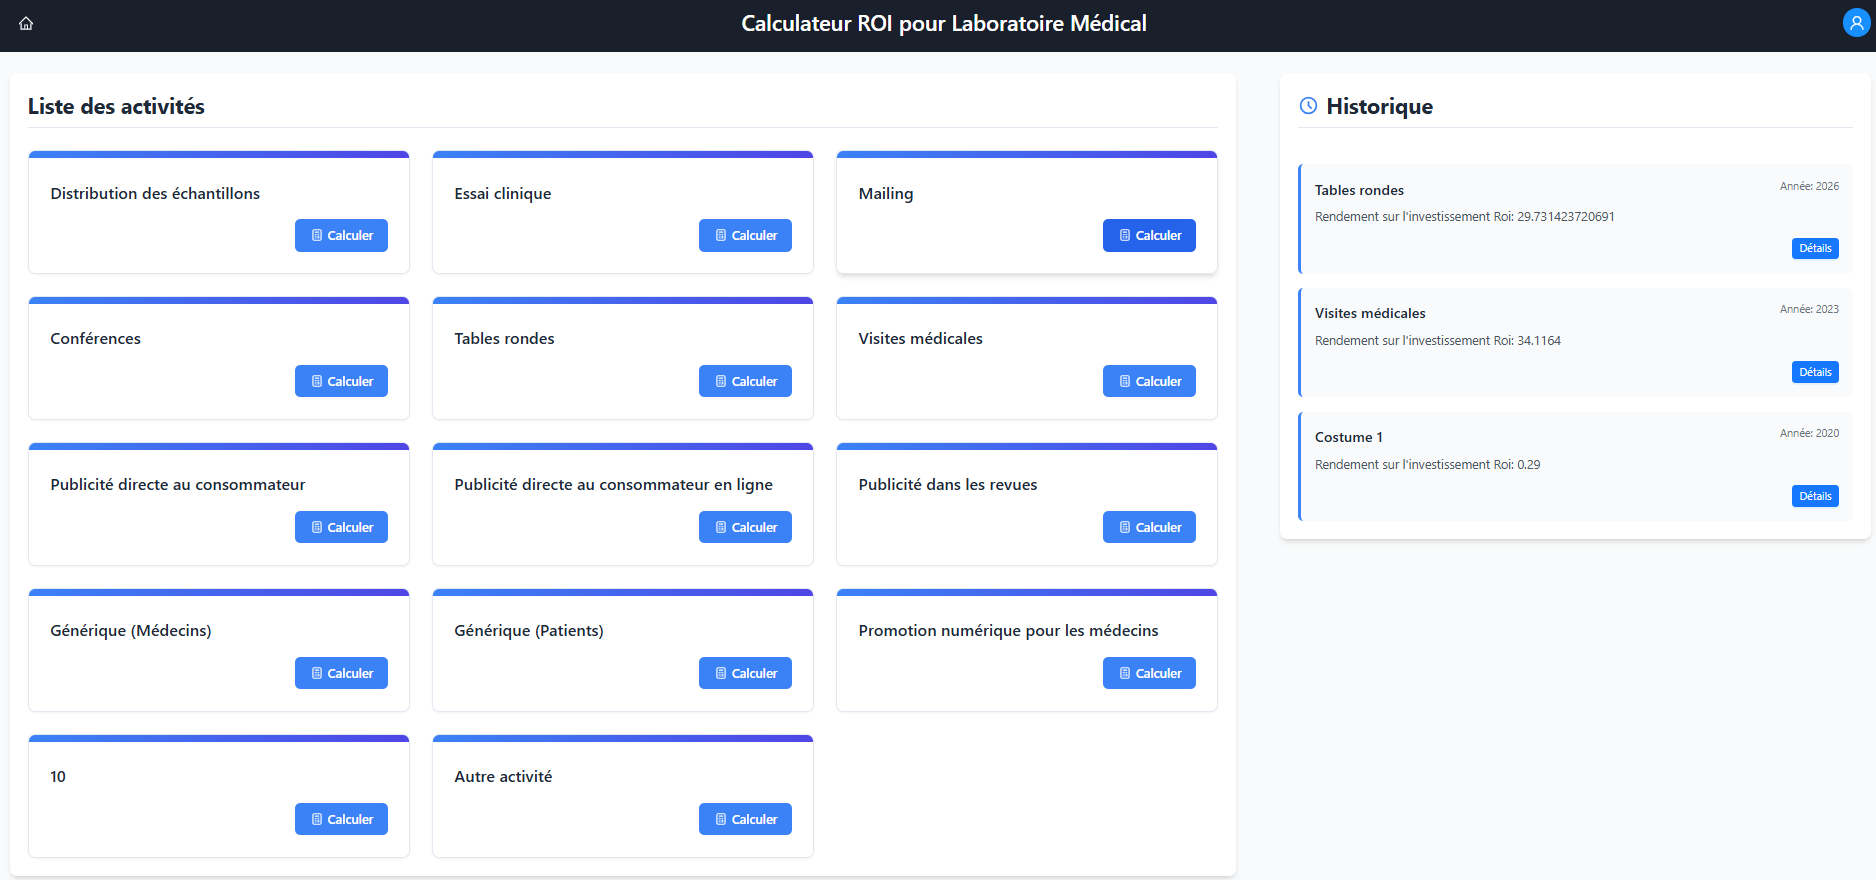 Calculateur ROI pour Laboratoire Médical
Liste des activités
Distribution des échantillons
Calculer
Essai clinique
Calculer
Mailing
Calculer
Conférences
Calculer
Tables rondes
Calculer
Visites médicales
Calculer
Publicité directe au consommateur
Calculer
Publicité directe au consommateur en ligne
Calculer
Publicité dans les revues
Calculer
Générique (Médecins)
Calculer
Générique (Patients)
Calculer
Promotion numérique pour les médecins
Calculer
10
Calculer
Autre activité
Calculer
Historique
Tables rondes
Année: 2026
Rendement sur l'investissement Roi: 29.731423720691
Détails
Visites médicales
Année: 2023
Rendement sur l'investissement Roi: 34.1164
Détails
Costume 1
Année: 2020
Rendement sur l'investissement Roi: 0.29
Détails